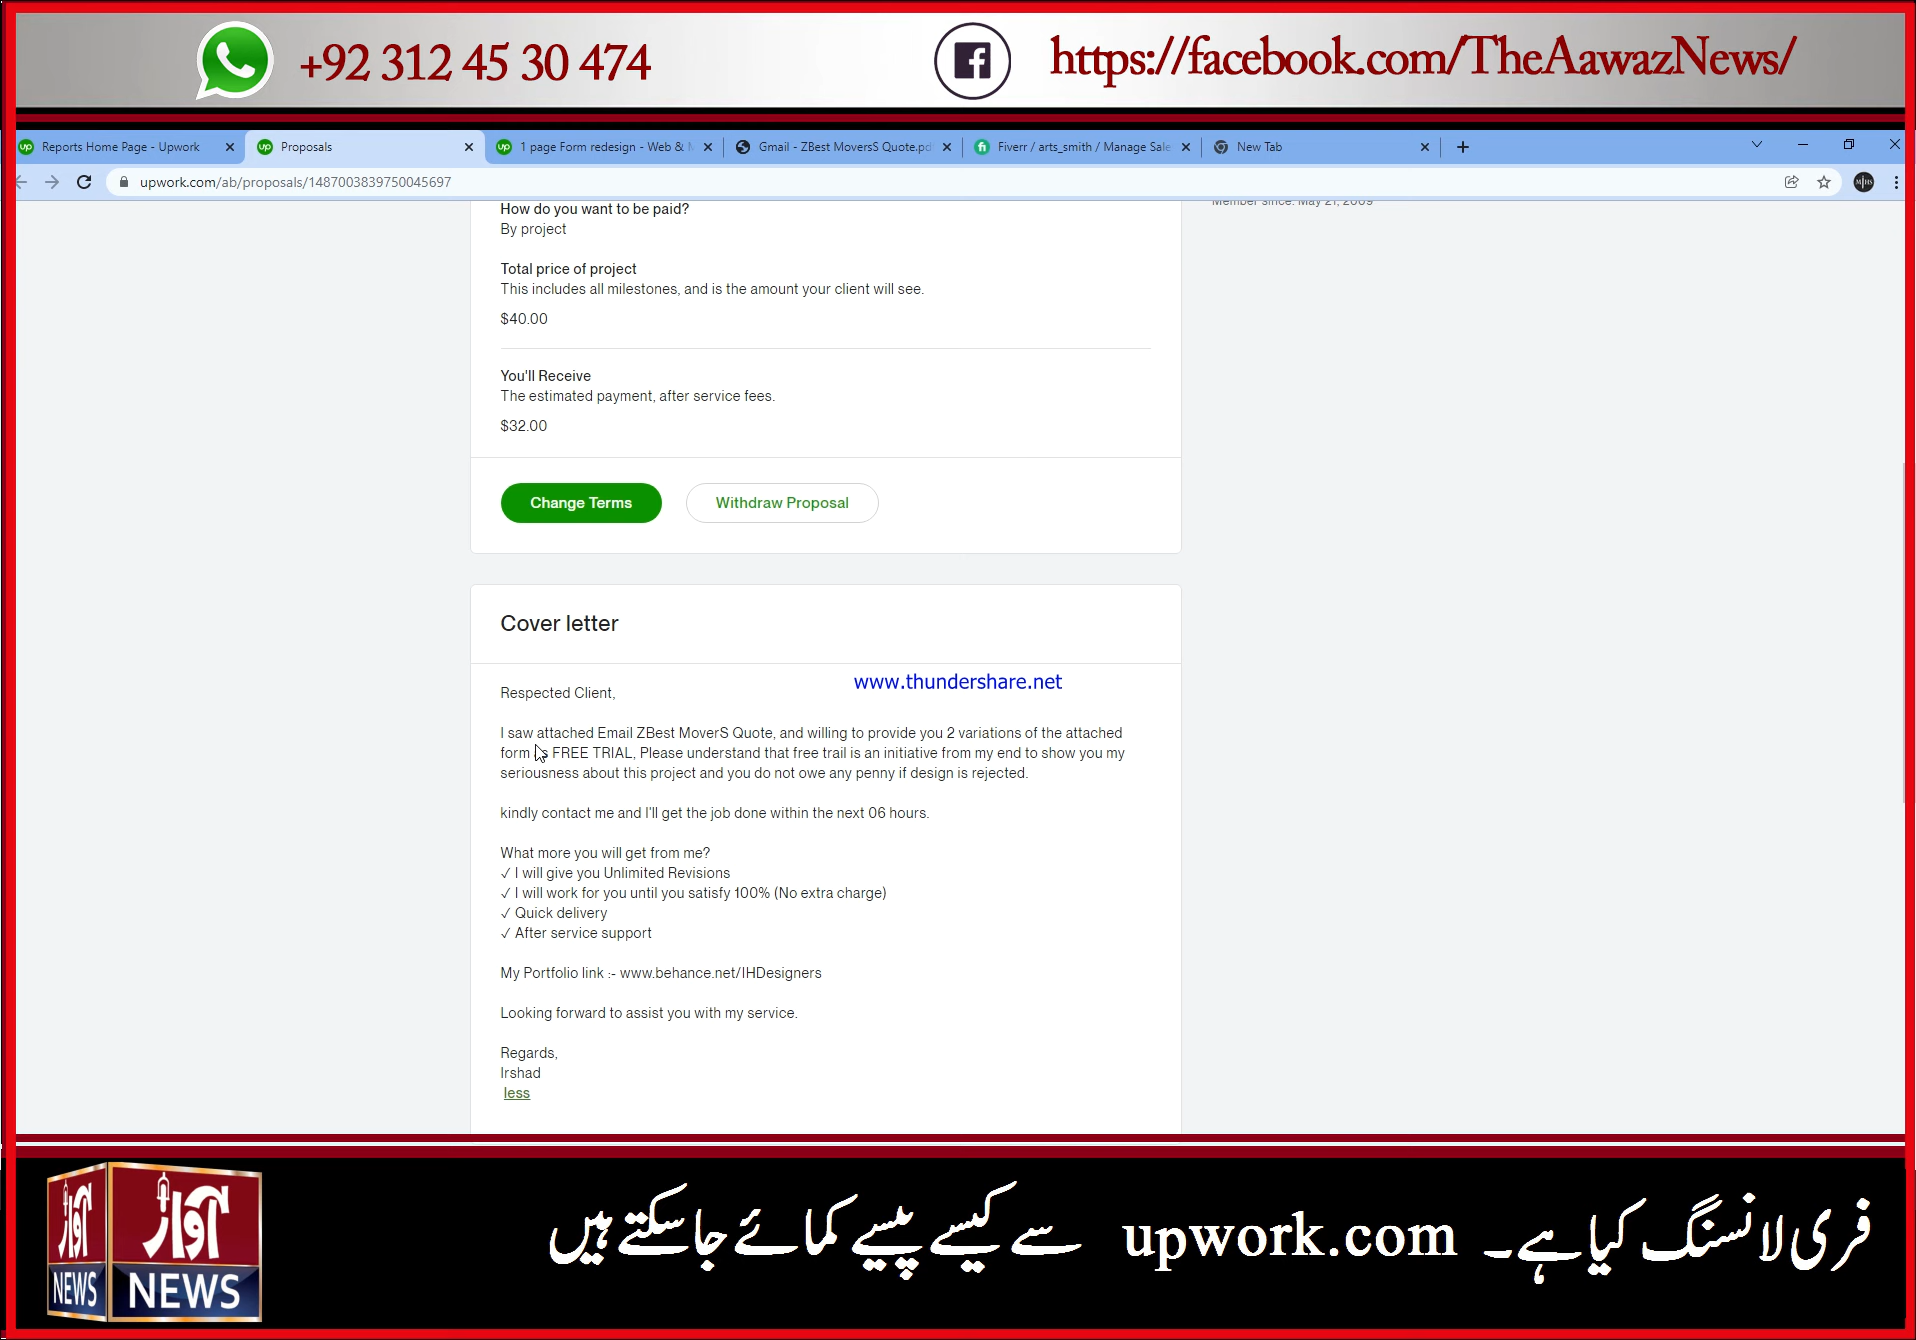 +92 312 45 30 474
https://facebook.com/TheAawazNews/
Reports Home Page - Upwork
Proposals
1 page Form redesign - Web &
Gmail - ZBest MoversS Quote.pd
Fiverr / arts_smith / Manage Sale
New Tab
upwork.com/ab/proposals/1487003839750045697
Member since: May 21, 2009
How do you want to be paid?
By project
Total price of project
This includes all milestones, and is the amount your client will see.
$40.00
You'll Receive
The estimated payment, after service fees.
$32.00
Change Terms
Withdraw Proposal
Cover letter
www.thundershare.net
Respected Client,
I saw attached Email ZBest MoverS Quote, and willing to provide you 2 variations of the attached
form FREE TRIAL, Please understand that free trail is an initiative from my end to show you my
seriousness about this project and you do not owe any penny if design is rejected.
kindly contact me and I'll get the job done within the next 06 hours.
What more you will get from me?
✓ I will give you Unlimited Revisions
✓ I will work for you until you satisfy 100% (No extra charge)
✓ Quick delivery
✓ After service support
My Portfolio link :- www.behance.net/IHDesigners
Looking forward to assist you with my service.
Regards,
Irshad
less
آواز
NEWS
آواز
NEWS
فری لانسنگ کیا ہے۔ upwork.com سے کیسے پیسے کمائے جاسکتے ہیں